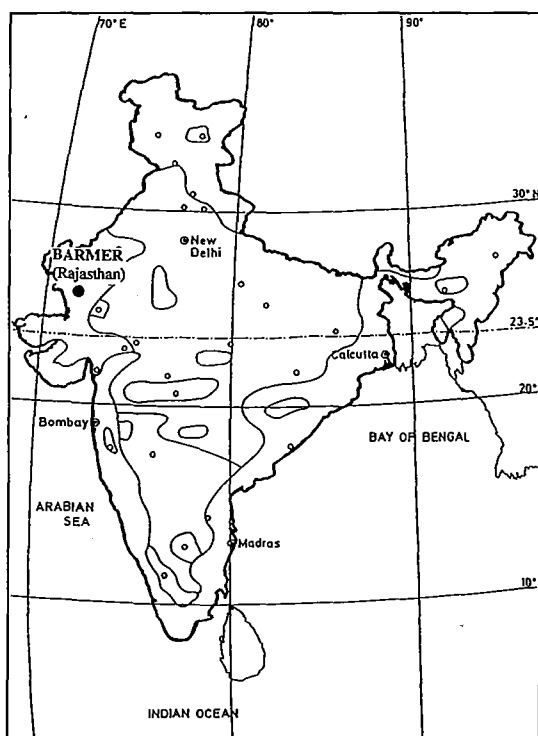 70° E
80°
90°
30° N
New
Delhi
BARMER
(Rajasthan)
23.5°
Calcutta
20°
Bombay
BAY OF BENGAL
ARABIAN
SEA
Madras
10°
INDIAN OCEAN